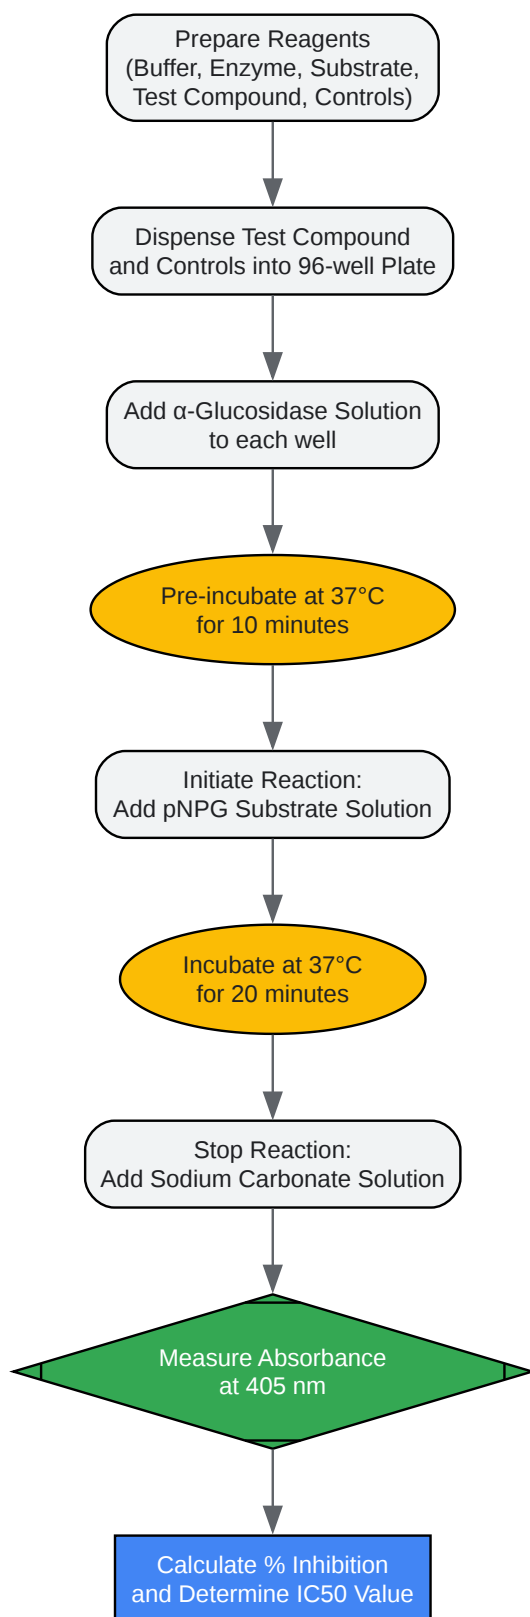 Prepare Reagents
(Buffer, Enzyme, Substrate,
Test Compound, Controls)
Dispense Test Compound
and Controls into 96-well Plate
Add α-Glucosidase Solution
to each well
Pre-incubate at 37°C
for 10 minutes
Initiate Reaction:
Add pNPG Substrate Solution
Incubate at 37°C
for 20 minutes
Stop Reaction:
Add Sodium Carbonate Solution
Measure Absorbance
at 405 nm
Calculate % Inhibition
and Determine IC50 Value